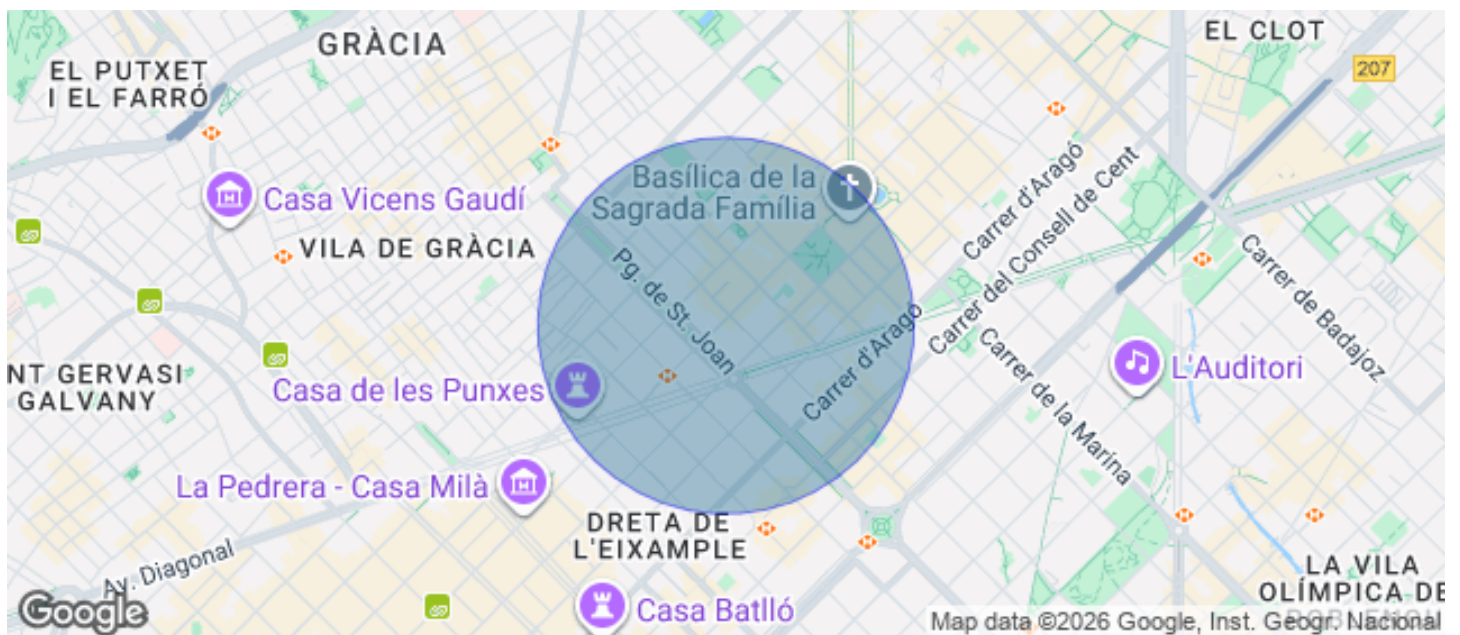 GRÀCIA
EL CLOT
EL PUTXET
I EL FARRÓ
207
Casa Vicens Gaudí
Basílica de la
Sagrada Família
VILA DE GRÀCIA
Carrer d'Aragó
Carrer del Consell de Cent
Pg. de St. Joan
Carrer de Badajoz
NT GERVASI
GALVANY
Casa de les Punxes
Carrer d'Aragó
Carrer de la Marina
L'Auditori
La Pedrera - Casa Milà
DRETA DE
L'EIXAMPLE
Av. Diagonal
LA VILA
OLÍMPICA DE
Casa Batlló
Google
Map data ©2026 Google, Inst. Geogr. Nacional